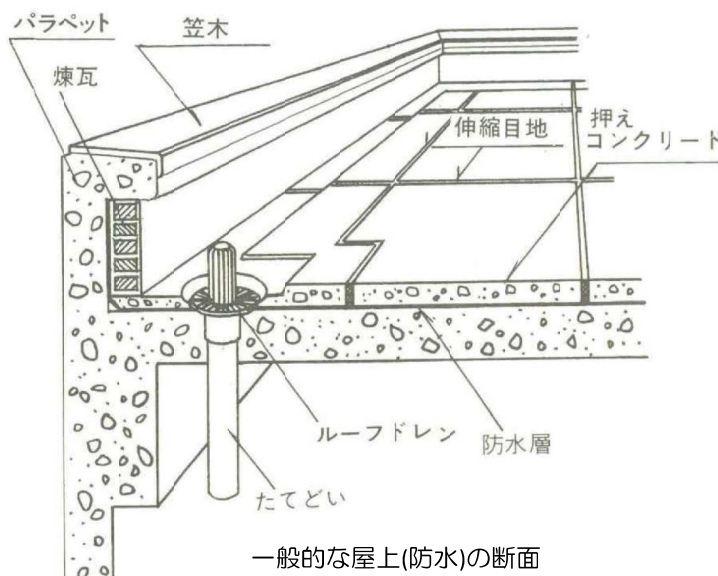 パラペット
笠木
煉瓦
伸縮目地
押え
コンクリート
ルーフドレン
防水層
たてどい
一般的な屋上(防水)の断面